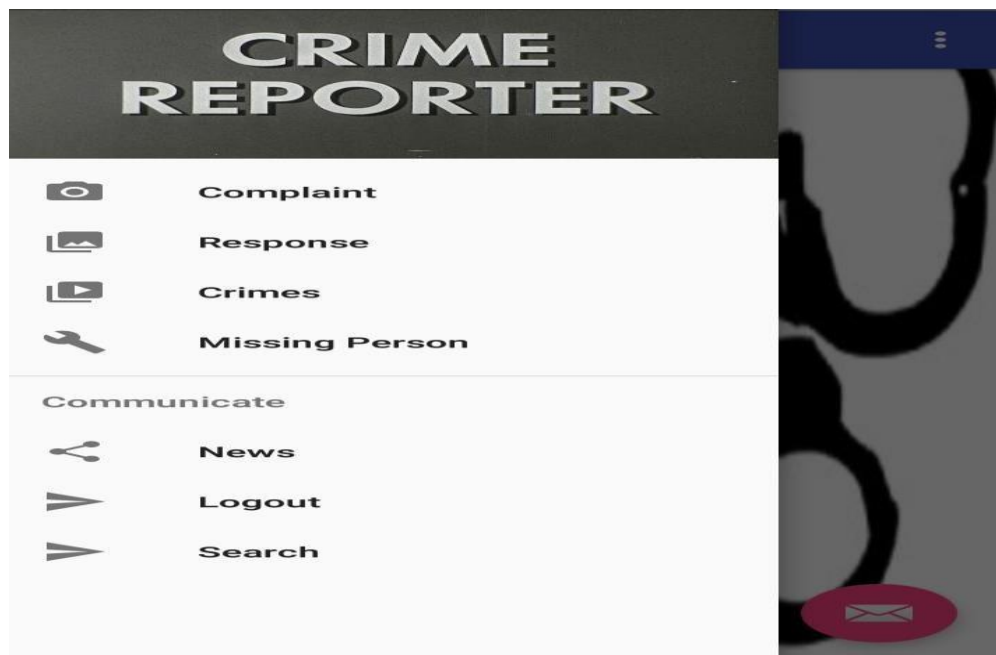 CRIME
REPORTER
Complaint
Response
Crimes
Missing Person
Communicate
News
Logout
Search